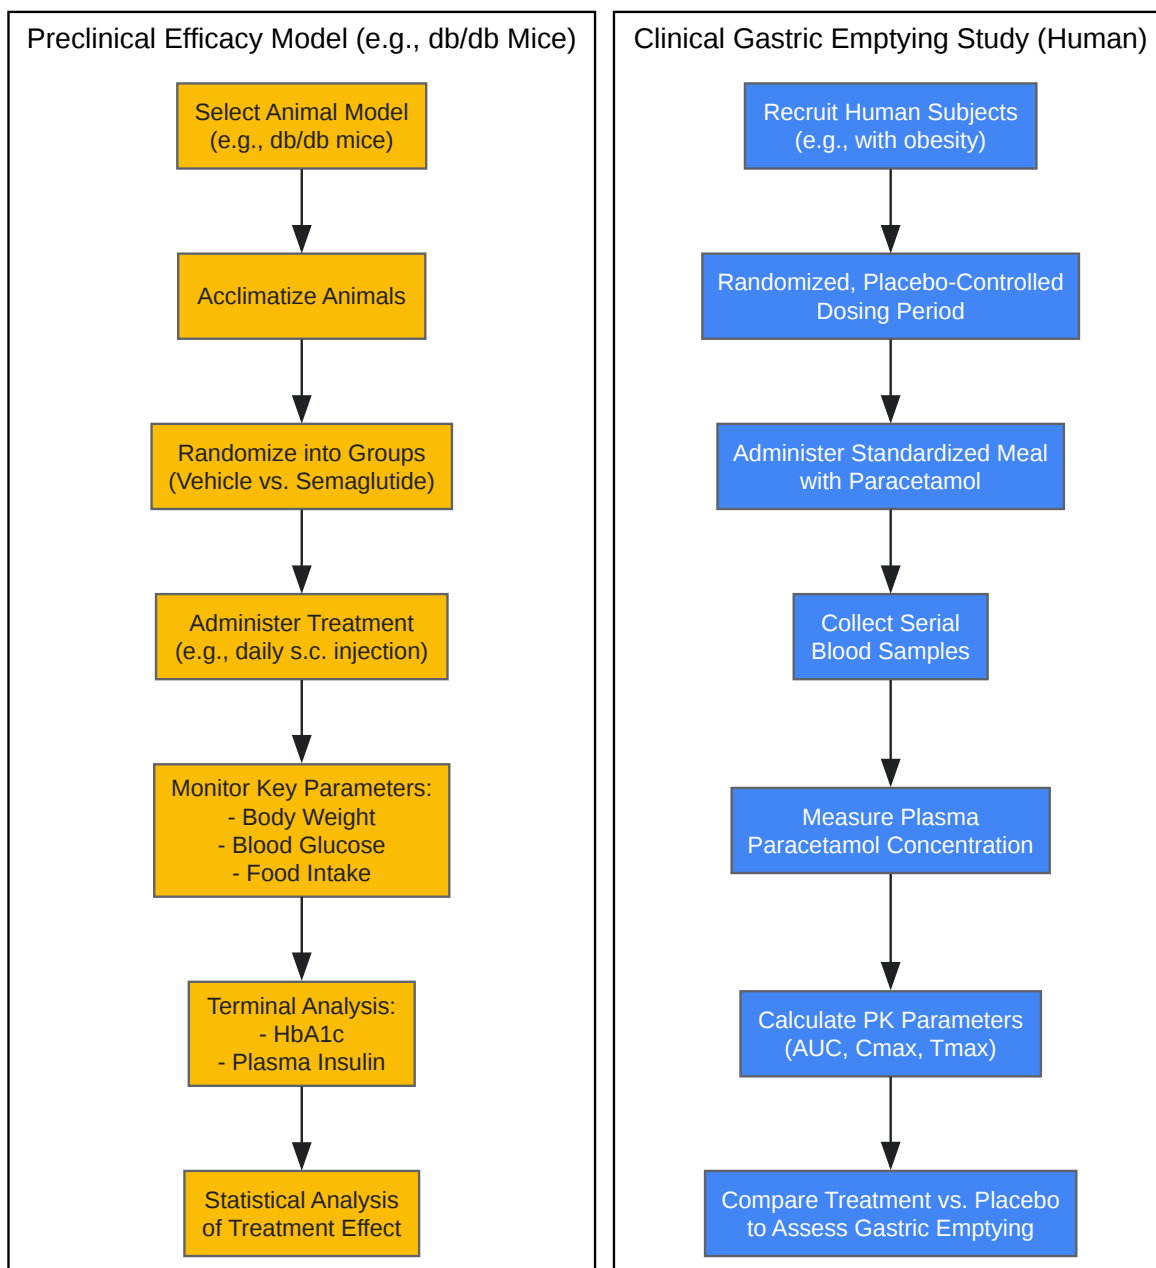 Preclinical Efficacy Model (e.g., db/db Mice)
Select Animal Model
(e.g., db/db mice)
Acclimatize Animals
Randomize into Groups
(Vehicle vs. Semaglutide)
Administer Treatment
(e.g., daily s.c. injection)
Monitor Key Parameters:
- Body Weight
- Blood Glucose
- Food Intake
Terminal Analysis:
- HbA1c
- Plasma Insulin
Statistical Analysis
of Treatment Effect
Clinical Gastric Emptying Study (Human)
Recruit Human Subjects
(e.g., with obesity)
Randomized, Placebo-Controlled
Dosing Period
Administer Standardized Meal
with Paracetamol
Collect Serial
Blood Samples
Measure Plasma
Paracetamol Concentration
Calculate PK Parameters
(AUC, Cmax, Tmax)
Compare Treatment vs. Placebo
to Assess Gastric Emptying